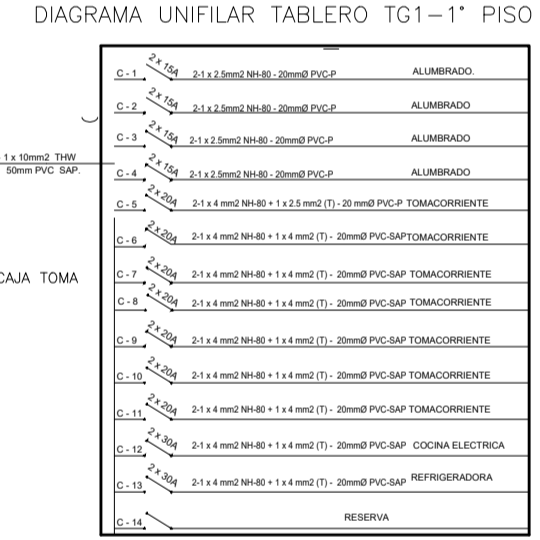 DIAGRAMA UNIFILAR TABLERO TG1-1° PISO
C - 1 2 x 15A 2-1 x 2.5mm2 NH-80 - 20mmØ PVC-P ALUMBRADO.
C - 2 2 x 15A 2-1 x 2.5mm2 NH-80 - 20mmØ PVC-P ALUMBRADO
C - 3 2 x 15A 2-1 x 2.5mm2 NH-80 - 20mmØ PVC-P ALUMBRADO
1 x 10mm2 THW
50mm PVC SAP.
C - 4 2 x 15A 2-1 x 2.5mm2 NH-80 - 20mmØ PVC-P ALUMBRADO
C - 5 2 x 20A 2-1 x 4 mm2 NH-80 + 1 x 2.5 mm2 (T) - 20 mmØ PVC-P TOMACORRIENTE
C - 6 2 x 20A 2-1 x 4 mm2 NH-80 + 1 x 4 mm2 (T) - 20mmØ PVC-SAPTOMACORRIENTE
CAJA TOMA
C - 7 2 x 20A 2-1 x 4 mm2 NH-80 + 1 x 4 mm2 (T) - 20mmØ PVC-SAP TOMACORRIENTE
C - 8 2 x 20A 2-1 x 4 mm2 NH-80 + 1 x 4 mm2 (T) - 20mmØ PVC-SAP TOMACORRIENTE
C - 9 2 x 20A 2-1 x 4 mm2 NH-80 + 1 x 4 mm2 (T) - 20mmØ PVC-SAP TOMACORRIENTE
C - 10 2 x 20A 2-1 x 4 mm2 NH-80 + 1 x 4 mm2 (T) - 20mmØ PVC-SAP TOMACORRIENTE
C - 11 2 x 20A 2-1 x 4 mm2 NH-80 + 1 x 4 mm2 (T) - 20mmØ PVC-SAP TOMACORRIENTE
C - 12 2 x 30A 2-1 x 4 mm2 NH-80 + 1 x 4 mm2 (T) - 20mmØ PVC-SAP COCINA ELECTRICA
C - 13 2 x 30A 2-1 x 4 mm2 NH-80 + 1 x 4 mm2 (T) - 20mmØ PVC-SAP REFRIGERADORA
C - 14 RESERVA